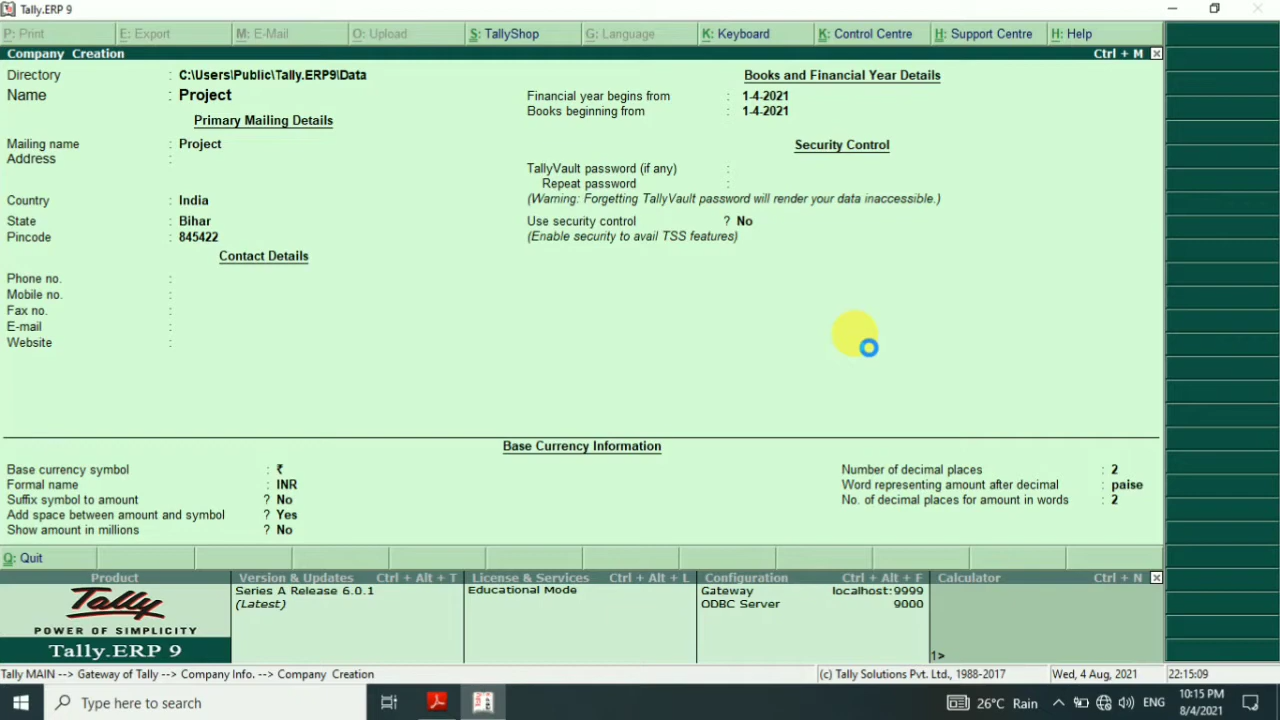 Tally.ERP 9
P: Print E: Export M: E-Mail O: Upload S: TallyShop G: Language K: Keyboard K: Control Centre H: Support Centre H: Help
Company Creation Ctrl + M
Directory : C:\Users\Public\Tally.ERP9\Data
Name : Project
Primary Mailing Details
Mailing name : Project
Address :
Country : India
State : Bihar
Pincode : 845422
Contact Details
Phone no. :
Mobile no. :
Fax no. :
E-mail :
Website :
Books and Financial Year Details
Financial year begins from : 1-4-2021
Books beginning from : 1-4-2021
Security Control
TallyVault password (if any) :
Repeat password :
(Warning: Forgetting TallyVault password will render your data inaccessible.)
Use security control ? No
(Enable security to avail TSS features)
Base Currency Information
Base currency symbol : ₹
Formal name : INR
Suffix symbol to amount ? No
Add space between amount and symbol ? Yes
Show amount in millions ? No
Number of decimal places : 2
Word representing amount after decimal : paise
No. of decimal places for amount in words : 2
Q: Quit
Product
Tally
POWER OF SIMPLICITY
Tally.ERP 9
Version & Updates Ctrl + Alt + T
Series A Release 6.0.1
(Latest)
License & Services Ctrl + Alt + L
Educational Mode
Configuration Ctrl + Alt + F
Gateway localhost:9999
ODBC Server 9000
Calculator Ctrl + N
1>
Tally MAIN --> Gateway of Tally --> Company Info. --> Company Creation (c) Tally Solutions Pvt. Ltd., 1988-2017 Wed, 4 Aug, 2021 22:15:09
Type here to search 26°C Rain ENG 10:15 PM
8/4/2021